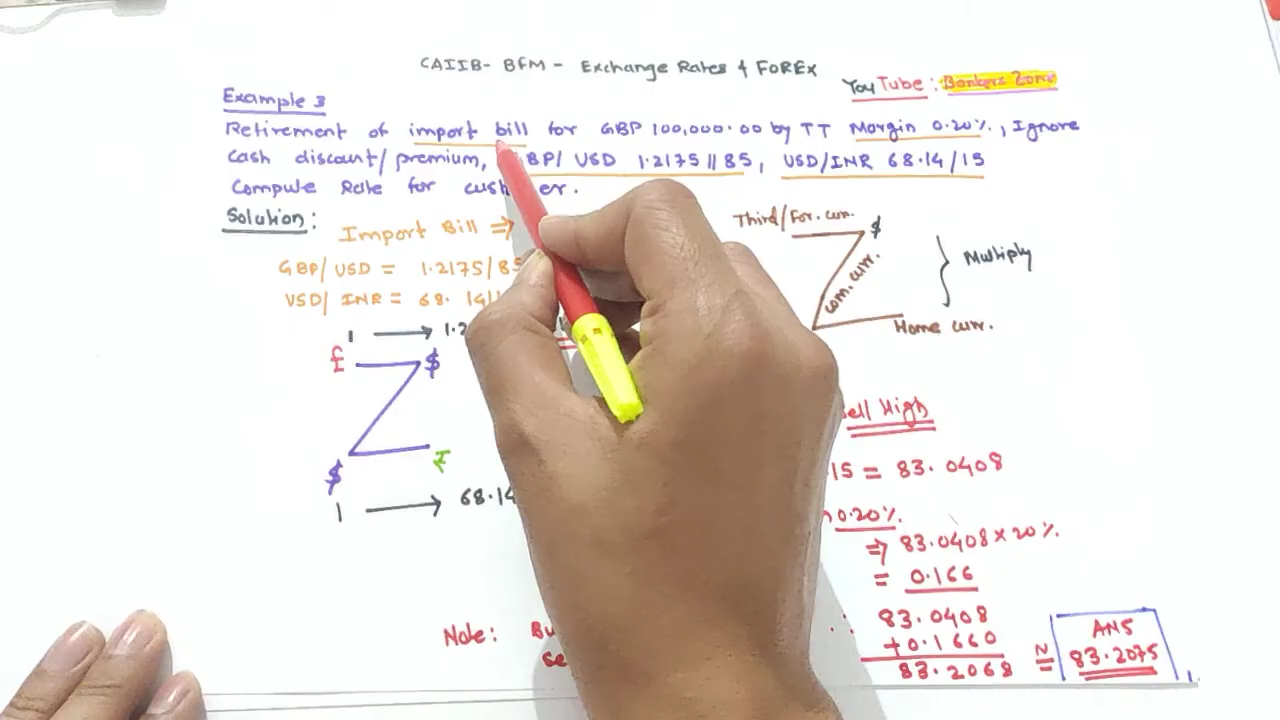 CAIIB- BFM - Exchange Rates & FOREX
YouTube : Bankers Zone
Example 3
Retirement of import bill for GBP 100,000.00 by TT Margin 0.20%, Ignore
Cash discount/premium, BP/ USD 1.2175//85, USD/INR 68.14/15
Compute Rate for cust er.
Solution:
Import Bill ⇒
GBP/USD = 1.2175/85
USD/ INR = 68.14/1
1 → 1.2
£ $
$ ₹
1 → 68.14
Third/For. curr. $
com. curr.
Home curr.
Multiply
ell High
15 = 83.0408
0.20%.
⇒ 83.0408 × 20%.
= 0.166
∴ 83.0408
+0.1660
83.2068 ≅
ANS
83.2075
Note: Bu
se